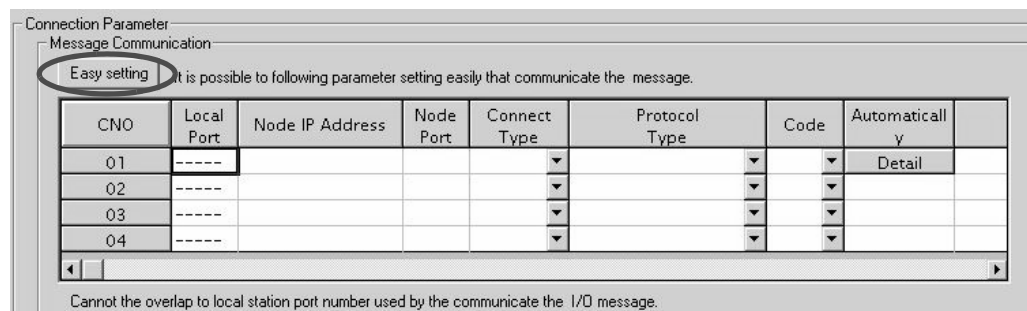 Connection Parameter
Message Communication
Easy setting It is possible to following parameter setting easily that communicate the message.
CNO Local Port Node IP Address Node Port Connect Type Protocol Type Code Automaticall y
01 ----- Detail
02 -----
03 -----
04 -----
Cannot the overlap to local station port number used by the communicate the I/O message.